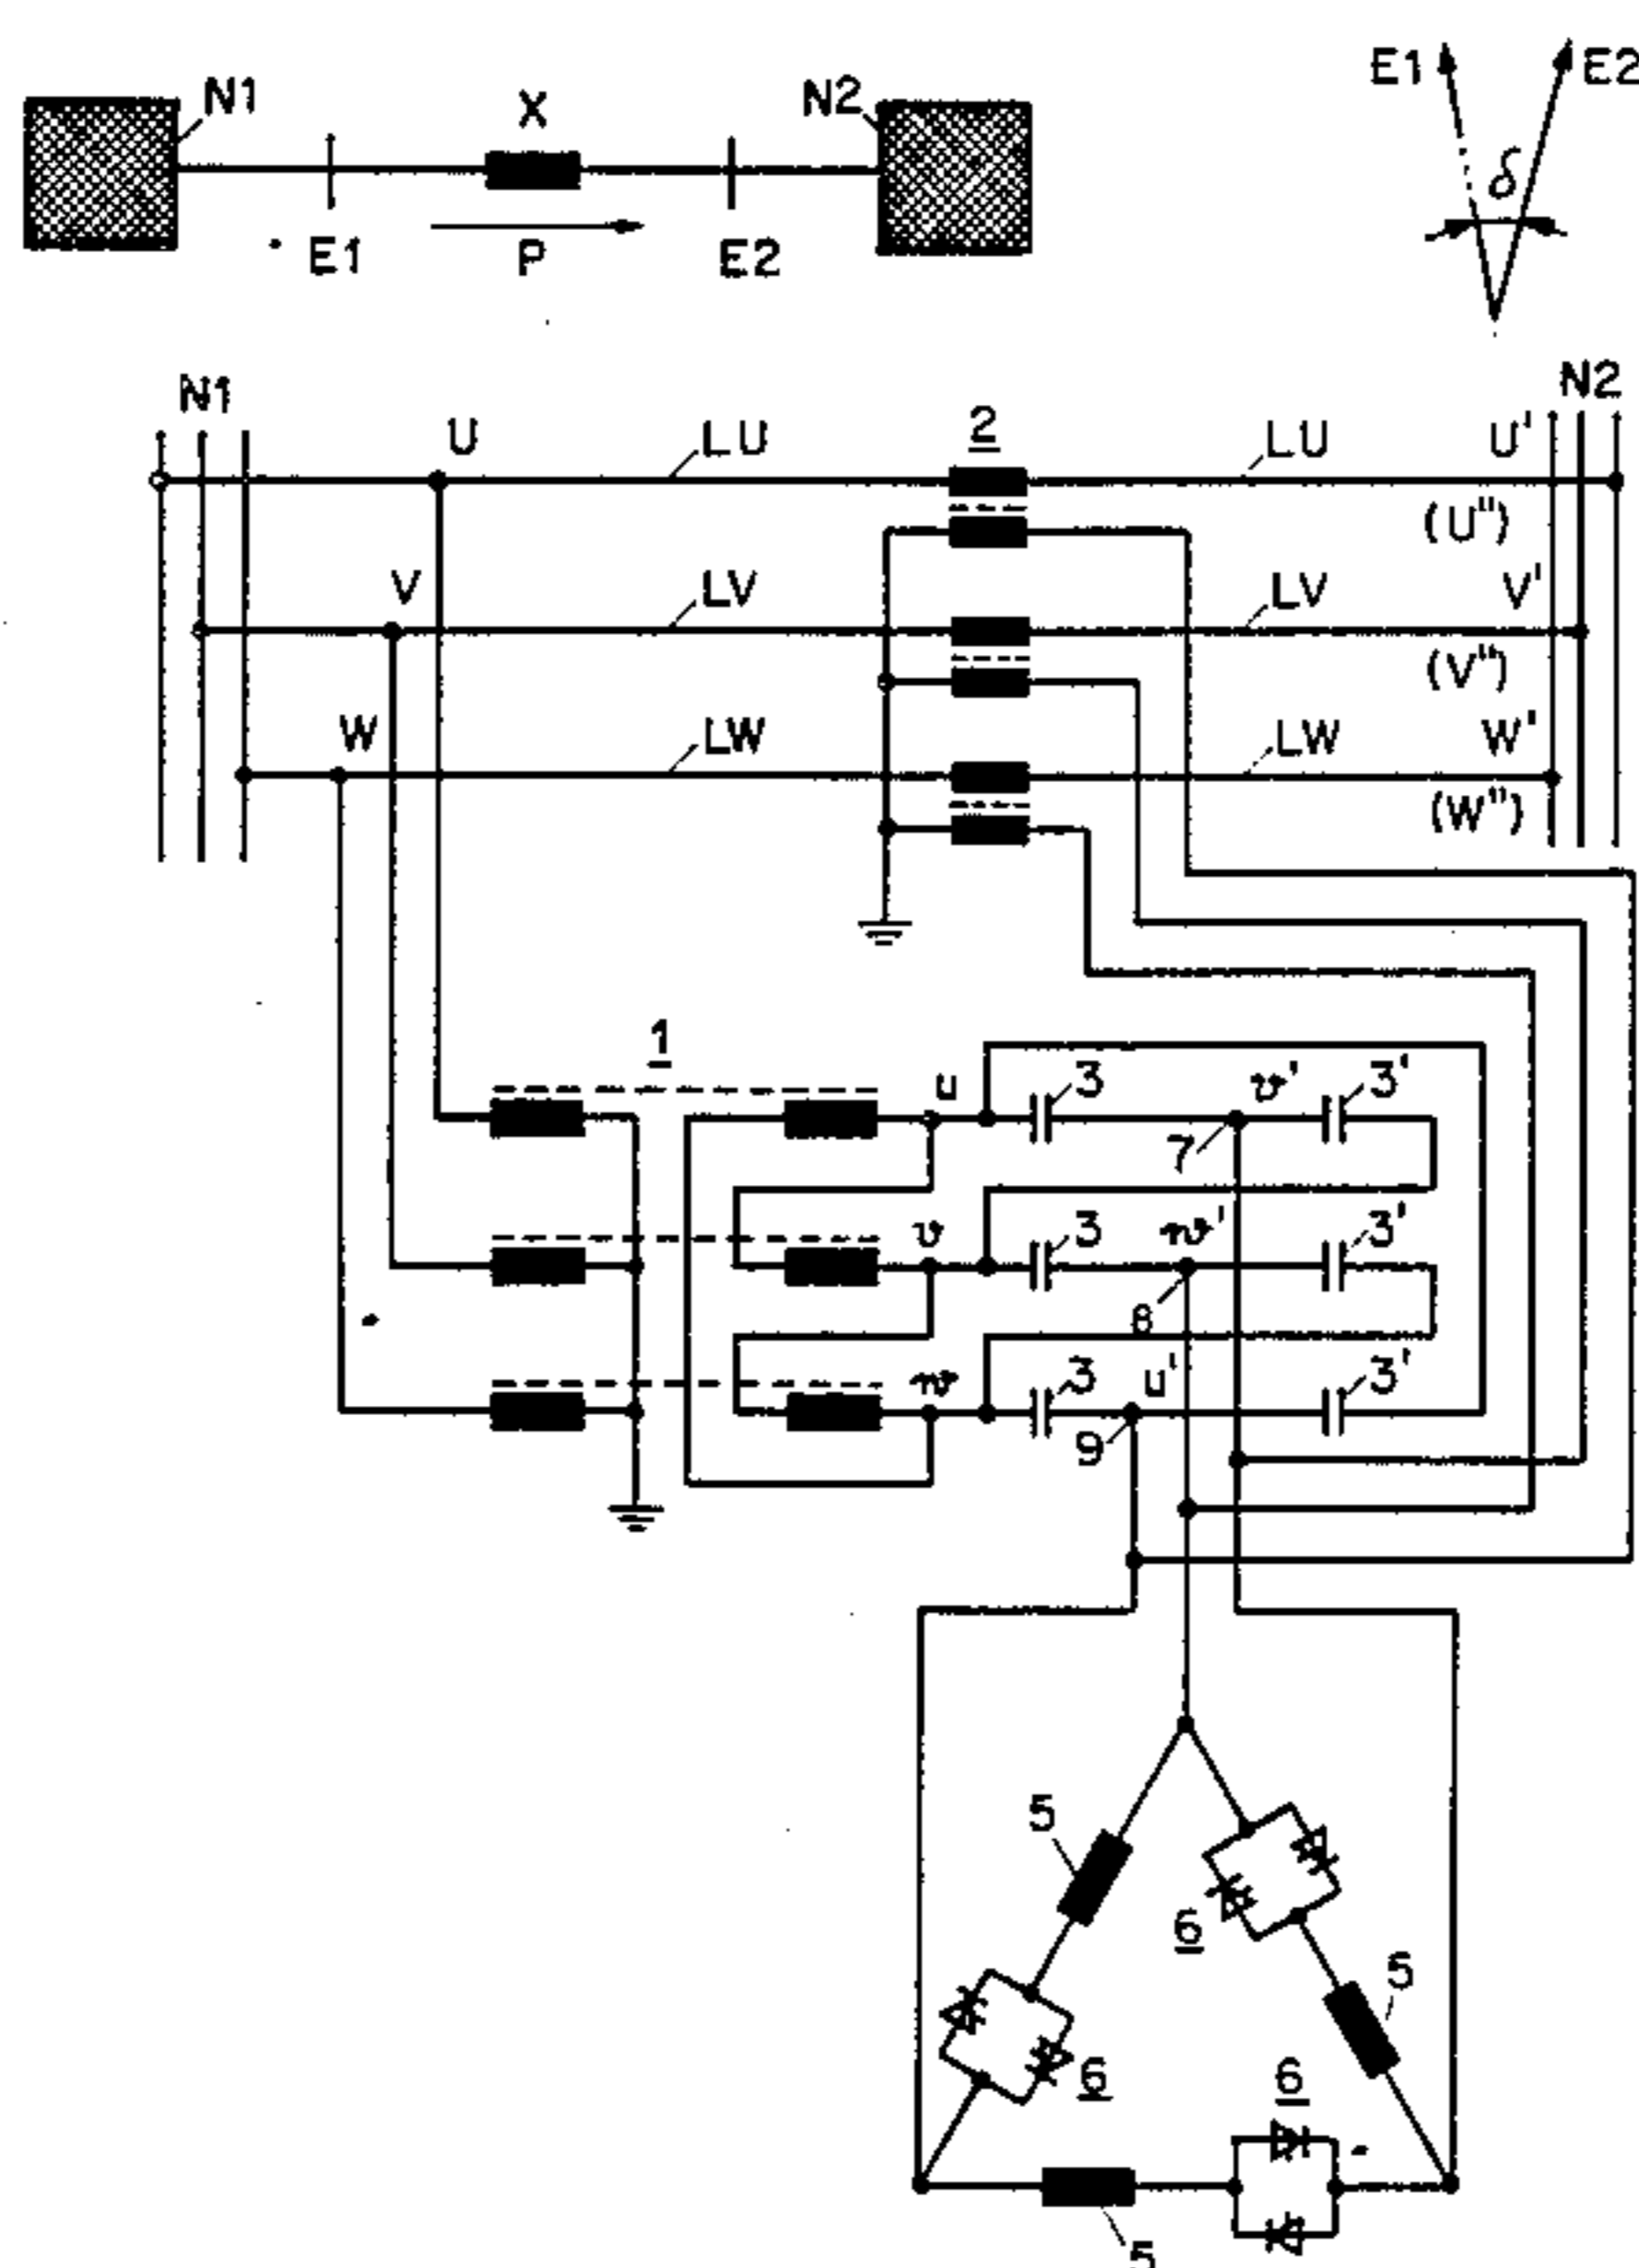 N1 X N2 E1 E2
E1 P E2 δ
N1 N2
U LU 2 LU U'
(U")
V LV LV V'
(V")
W LW LW W'
(W")
1
u 3 v' 3'
7
v 3 w' 3'
8
w 3 u' 3'
9
5
6
5
6
6
5